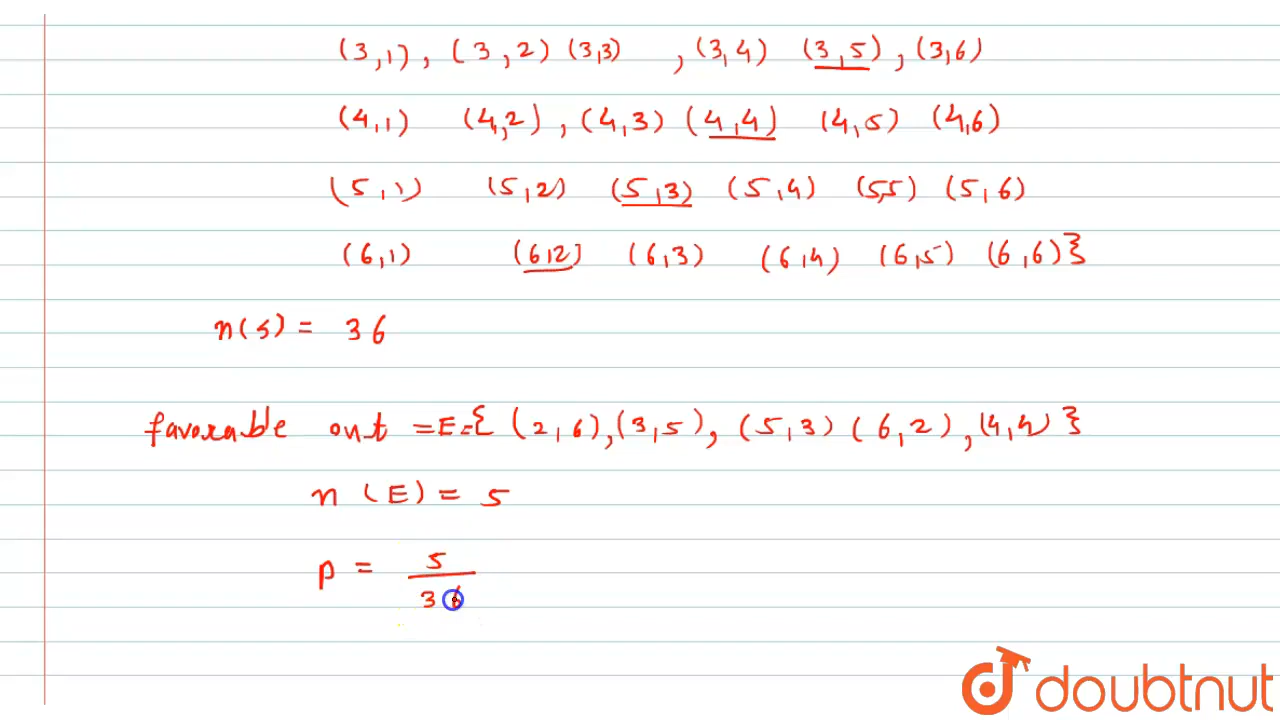 (3,1), (3,2) (3,3) , (3,4) (3,5), (3,6)
(4,1) (4,2), (4,3) (4,4) (4,5) (4,6)
(5,1) (5,2) (5,3) (5,4) (5,5) (5,6)
(6,1) (6,2) (6,3) (6,4) (6,5) (6,6)}
n(s) = 36
favorable out = E = { (2,6), (3,5), (5,3) (6,2), (4,4) }
n (E) = 5
P = 5/36
doubtnut